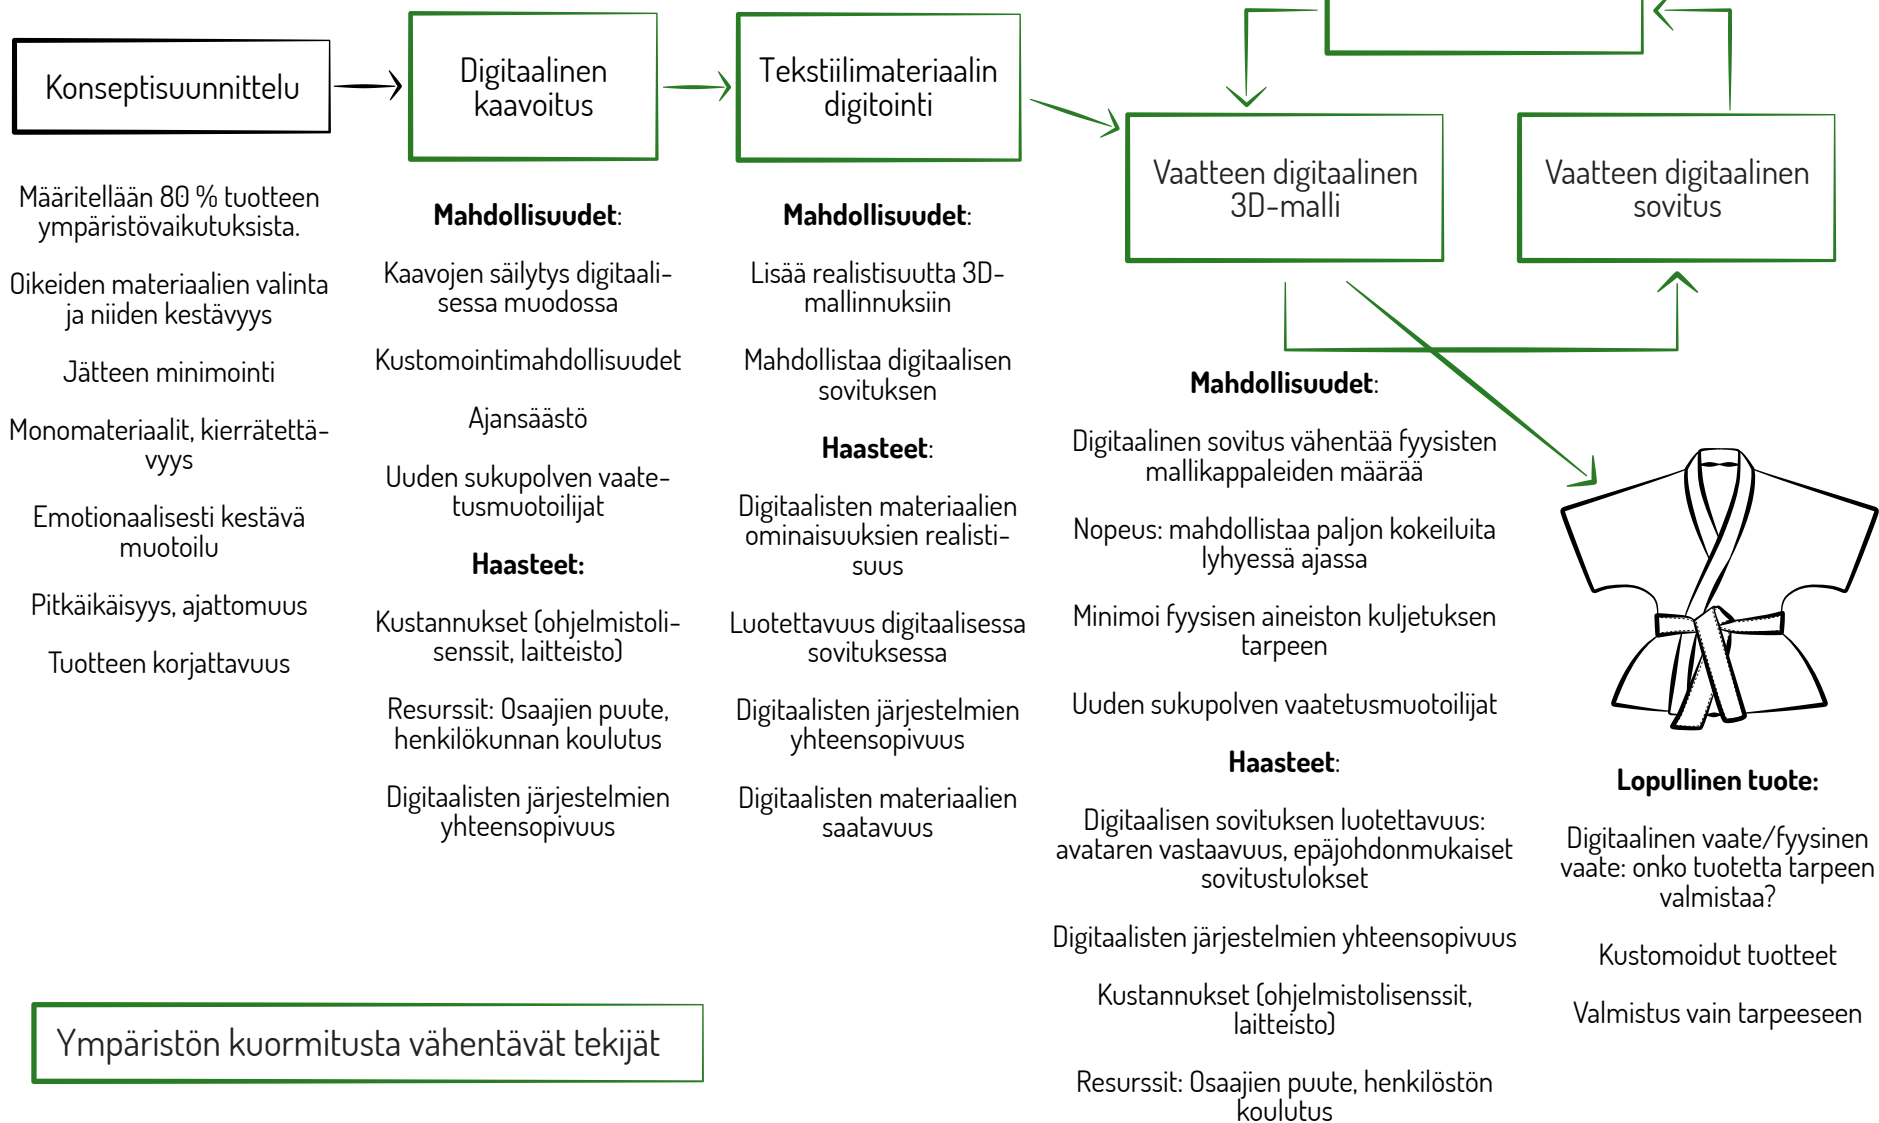 Konseptisuunnittelu
Määritellään 80 % tuotteen
ympäristövaikutuksista.
Oikeiden materiaalien valinta
ja niiden kestävyys
Jätteen minimointi
Monomateriaalit, kierrätettä-
vyys
Emotionaalisesti kestävä
muotoilu
Pitkäikäisyys, ajattomuus
Tuotteen korjattavuus
Digitaalinen
kaavoitus
Mahdollisuudet:
Kaavojen säilytys digitaali-
sessa muodossa
Kustomointimahdollisuudet
Ajansäästö
Uuden sukupolven vaate-
tusmuotoilijat
Haasteet:
Kustannukset (ohjelmistoli-
senssit, laitteisto)
Resurssit: Osaajien puute,
henkilökunnan koulutus
Digitaalisten järjestelmien
yhteensopivuus
Tekstiilimateriaalin
digitointi
Mahdollisuudet:
Lisää realistisuutta 3D-
mallinnuksiin
Mahdollistaa digitaalisen
sovituksen
Haasteet:
Digitaalisten materiaalien
ominaisuuksien realisti-
suus
Luotettavuus digitaalisessa
sovituksessa
Digitaalisten järjestelmien
yhteensopivuus
Digitaalisten materiaalien
saatavuus
Vaatteen digitaalinen
3D-malli
Vaatteen digitaalinen
sovitus
Mahdollisuudet:
Digitaalinen sovitus vähentää fyysisten
mallikappaleiden määrää
Nopeus: mahdollistaa paljon kokeiluita
lyhyessä ajassa
Minimoi fyysisen aineiston kuljetuksen
tarpeen
Uuden sukupolven vaatetusmuotoilijat
Haasteet:
Digitaalisen sovituksen luotettavuus:
avataren vastaavuus, epäjohdonmukaiset
sovitustulokset
Digitaalisten järjestelmien yhteensopivuus
Kustannukset (ohjelmistolisenssit,
laitteisto)
Resurssit: Osaajien puute, henkilöstön
koulutus
Lopullinen tuote:
Digitaalinen vaate/fyysinen
vaate: onko tuotetta tarpeen
valmistaa?
Kustomoidut tuotteet
Valmistus vain tarpeeseen
Ympäristön kuormitusta vähentävät tekijät